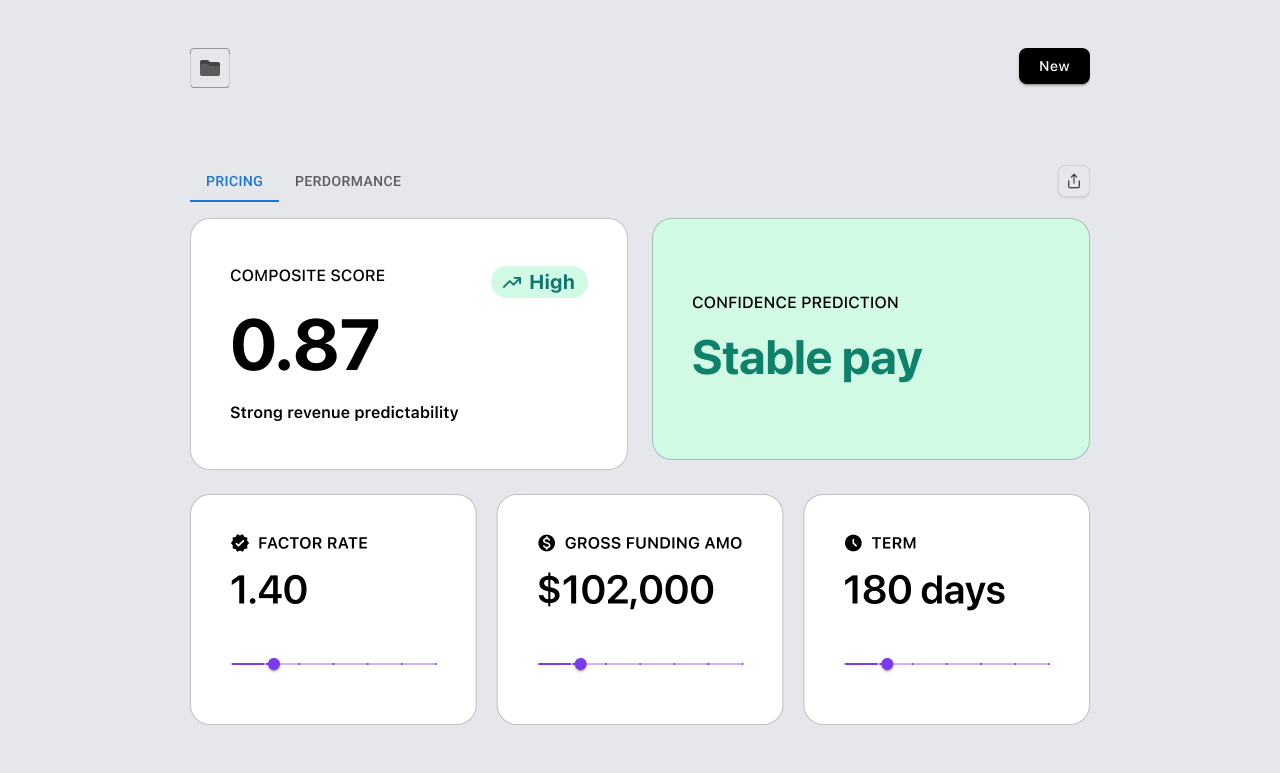 New
PRICING
PERDORMANCE
COMPOSITE SCORE
High
0.87
Strong revenue predictability
CONFIDENCE PREDICTION
Stable pay
FACTOR RATE
1.40
GROSS FUNDING AMO
$102,000
TERM
180 days